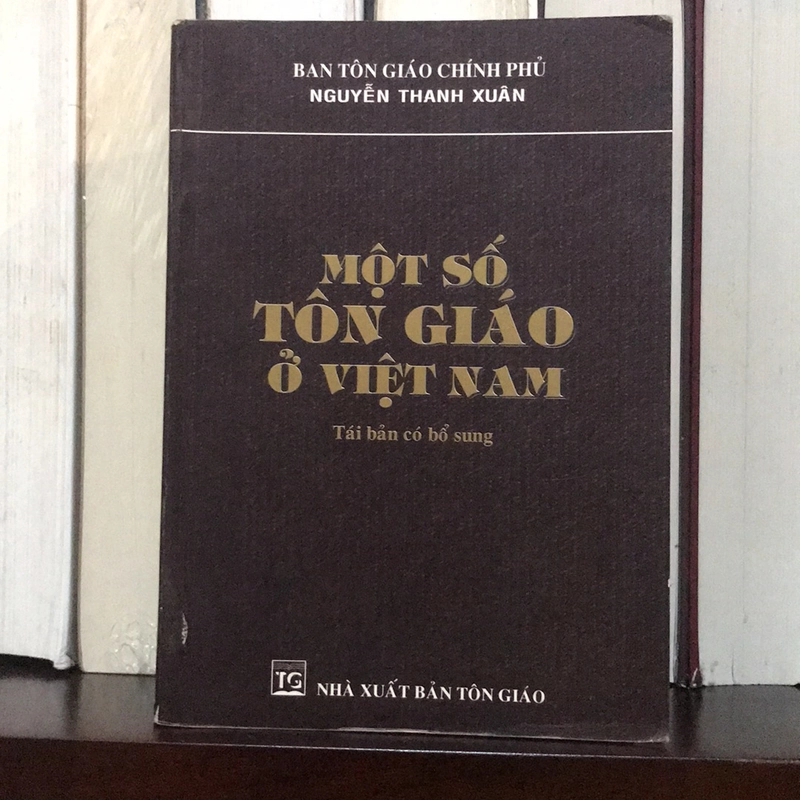 BAN TÔN GIÁO CHÍNH PHỦ
NGUYỄN THANH XUÂN
MỘT SỐ
TÔN GIÁO
Ở VIỆT NAM
Tái bản có bổ sung
TG
NHÀ XUẤT BẢN TÔN GIÁO